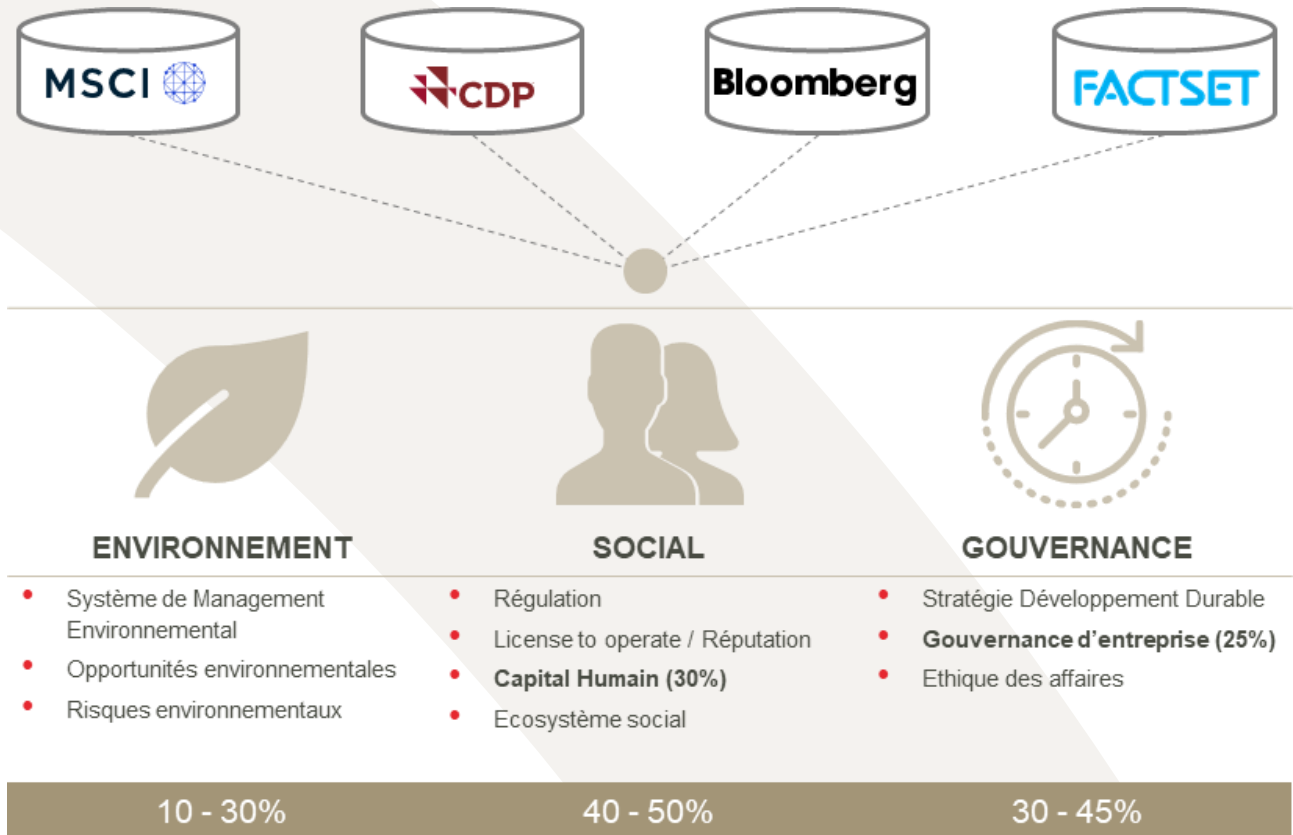 MSCI
CDP
Bloomberg
FACTSET
ENVIRONNEMENT
Système de Management
Environnemental
Opportunités environnementales
Risques environnementaux
10 - 30%
SOCIAL
Régulation
License to operate / Réputation
Capital Humain (30%)
Ecosystème social
40 - 50%
GOUVERNANCE
Stratégie Développement Durable
Gouvernance d'entreprise (25%)
Ethique des affaires
30 - 45%